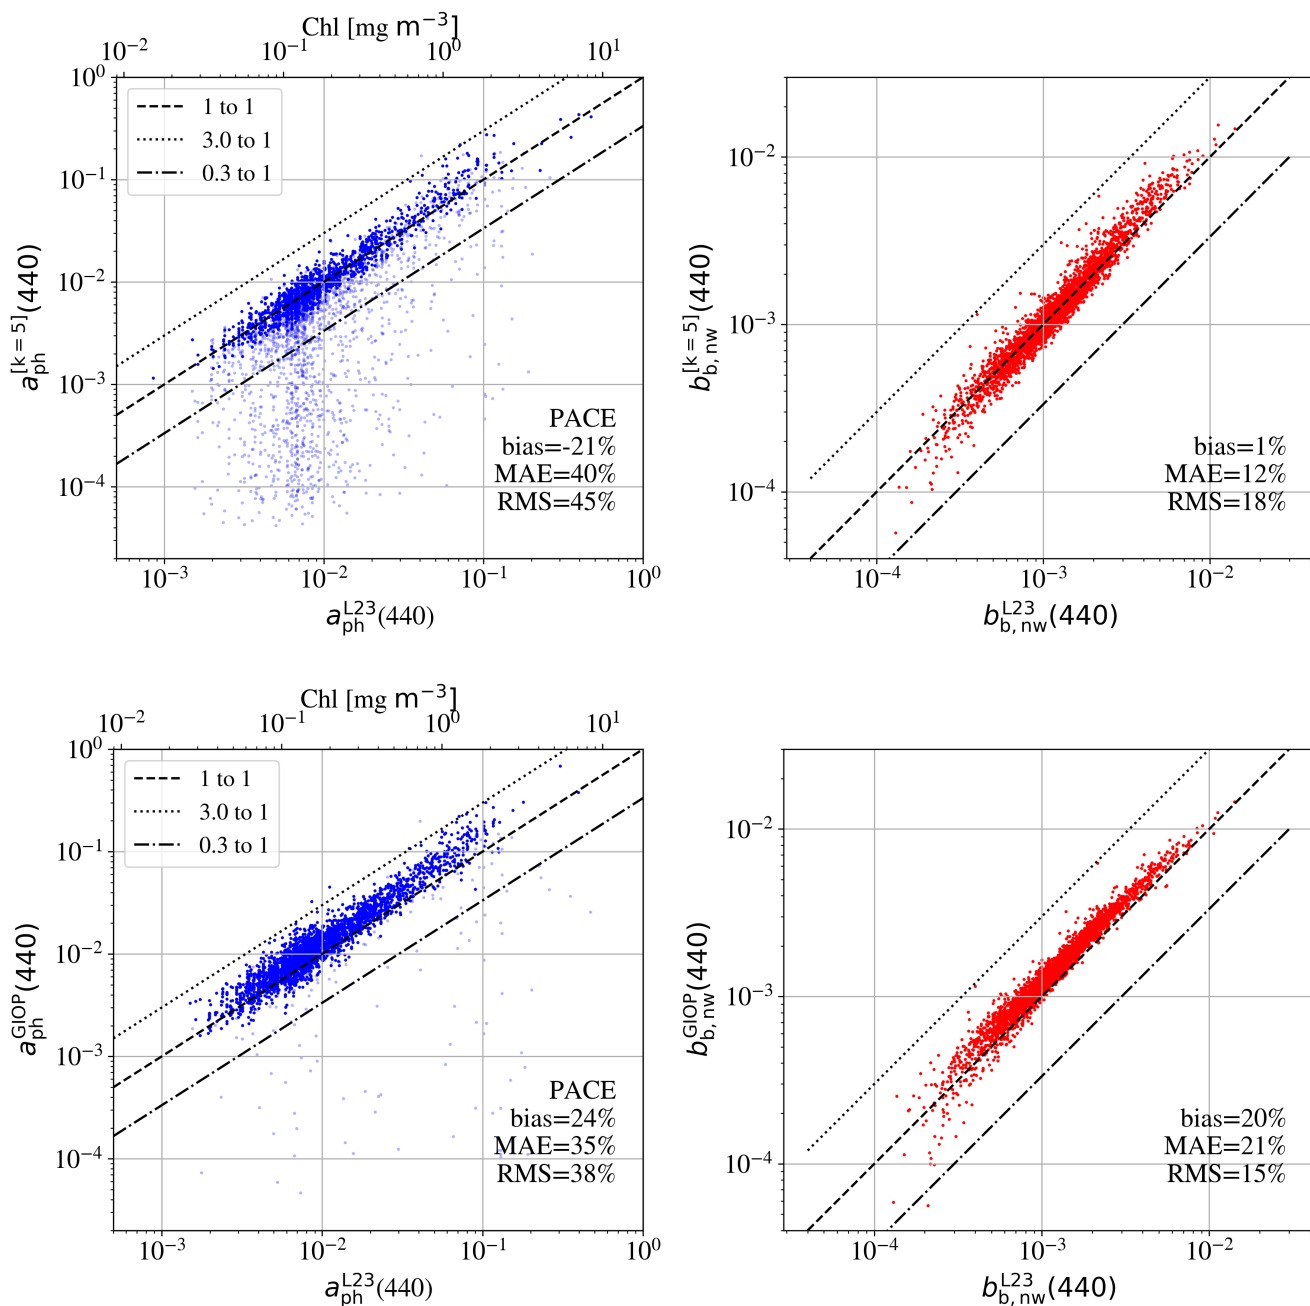 Chl [mg m⁻³]
10⁻² 10⁻¹ 10⁰ 10¹
10⁰
10⁻¹
10⁻²
10⁻³
10⁻⁴
1 to 1
3.0 to 1
0.3 to 1
a_ph^[k=5](440)
PACE
bias=-21%
MAE=40%
RMS=45%
10⁻³ 10⁻² 10⁻¹ 10⁰
a_ph^L23(440)
10⁻²
10⁻³
10⁻⁴
b_b,nw^[k=5](440)
bias=1%
MAE=12%
RMS=18%
10⁻⁴ 10⁻³ 10⁻²
b_b,nw^L23(440)
Chl [mg m⁻³]
10⁻² 10⁻¹ 10⁰ 10¹
10⁰
10⁻¹
10⁻²
10⁻³
10⁻⁴
1 to 1
3.0 to 1
0.3 to 1
a_ph^GIOP(440)
PACE
bias=24%
MAE=35%
RMS=38%
10⁻³ 10⁻² 10⁻¹ 10⁰
a_ph^L23(440)
10⁻²
10⁻³
10⁻⁴
b_b,nw^GIOP(440)
bias=20%
MAE=21%
RMS=15%
10⁻⁴ 10⁻³ 10⁻²
b_b,nw^L23(440)